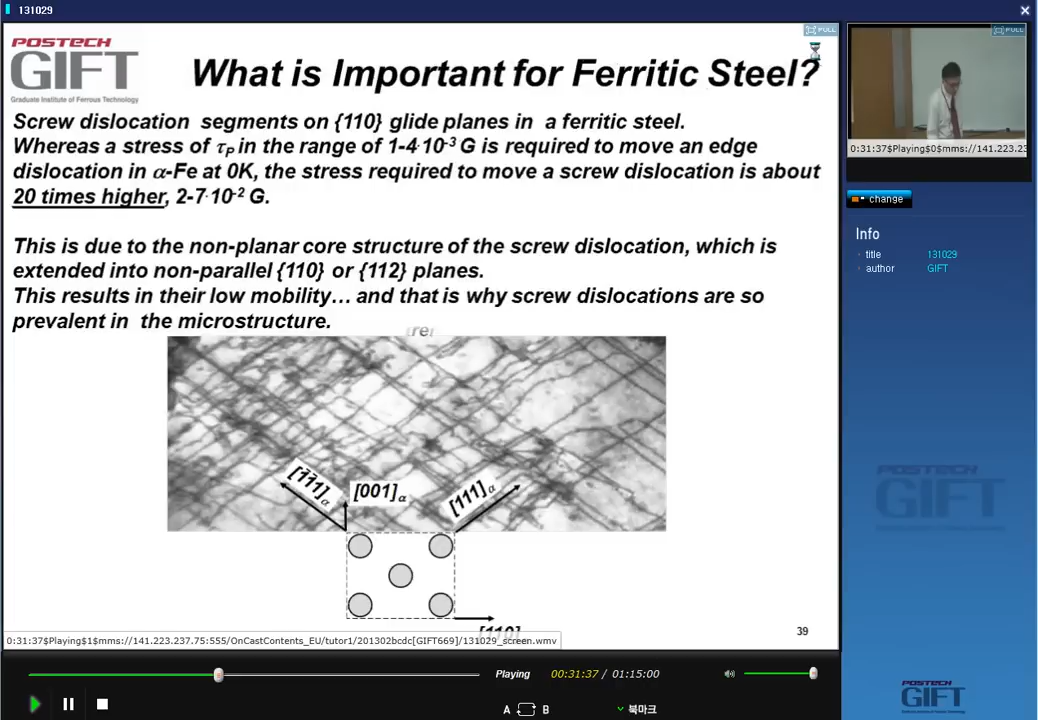 131029
FULL
POSTECH
GIFT
Graduate Institute of Ferrous Technology
What is Important for Ferritic Steel?
Screw dislocation segments on {110} glide planes in a ferritic steel.
Whereas a stress of τP in the range of 1-4·10-3 G is required to move an edge
dislocation in α-Fe at 0K, the stress required to move a screw dislocation is about
20 times higher, 2-7·10-2 G.
This is due to the non-planar core structure of the screw dislocation, which is
extended into non-parallel {110} or {112} planes.
This results in their low mobility... and that is why screw dislocations are so
prevalent in the microstructure.
[1̄1̄1]α
[001]α
[111]α
[110]
39
0:31:37$Playing$1$mms://141.223.237.75:555/OnCastContents_EU/tutor1/201302bcdc[GIFT669]/131029_screen.wmv
Playing
00:31:37 / 01:15:00
A B
북마크
FULL
0:31:37$Playing$0$mms://141.223.23
change
Info
title 131029
author GIFT
POSTECH
GIFT
POSTECH
GIFT